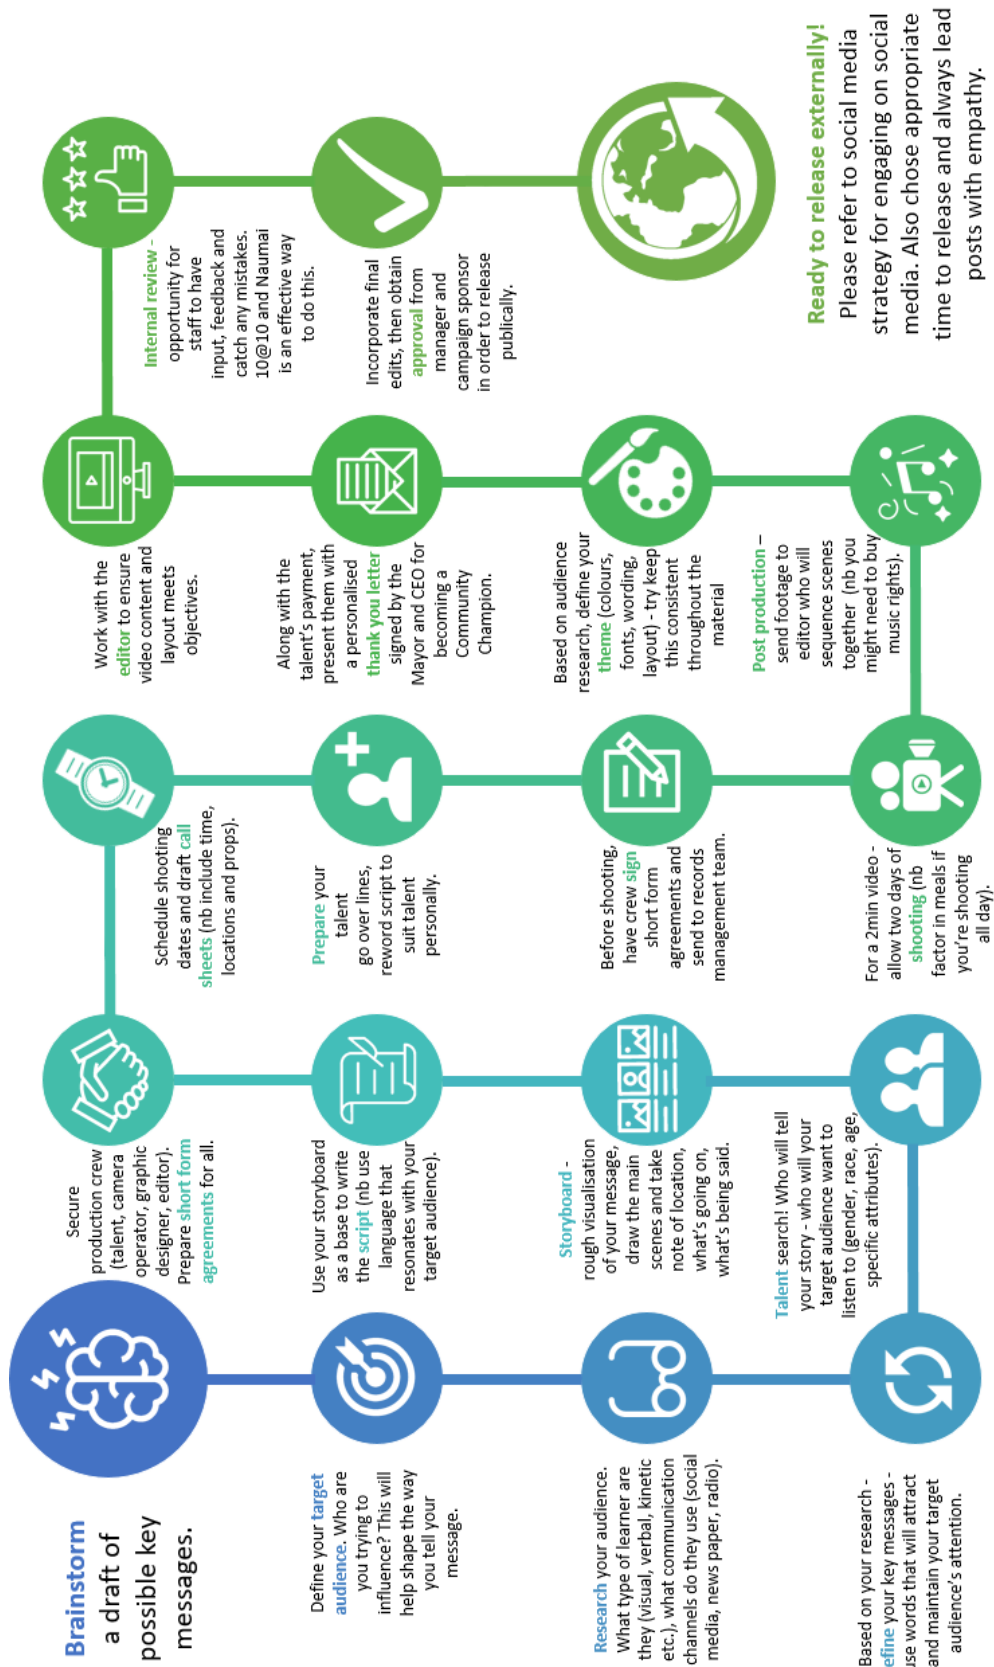 Brainstorm
a draft of
possible key
messages.
Define your target
audience. Who are
you trying to
influence? This will
help shape the way
you tell your
message.
Research your audience.
What type of learner are
they (visual, verbal, kinetic
etc.), what communication
channels do they use (social
media, news paper, radio).
Based on your research -
efine your key messages -
use words that will attract
and maintain your target
audience's attention.
Talent search! Who will tell
your story - who will your
target audience want to
listen to (gender, race, age,
specific attributes).
Storyboard -
rough visualisation
of your message,
draw the main
scenes and take
note of location,
what's going on,
what's being said.
Use your storyboard
as a base to write
the script (nb use
language that
resonates with your
target audience).
Secure
production crew
(talent, camera
operator, graphic
designer, editor).
Prepare short form
agreements for all.
Schedule shooting
dates and draft call
sheets (nb include time,
locations and props).
Prepare your
talent
go over lines,
reword script to
suit talent
personally.
Before shooting,
have crew sign
short form
agreements and
send to records
management team.
For a 2min video -
allow two days of
shooting (nb
factor in meals if
you're shooting
all day).
Post production –
send footage to
editor who will
sequence scenes
together (nb you
might need to buy
music rights).
Based on audience
research, define your
theme (colours,
fonts, wording,
layout) - try keep
this consistent
throughout the
material
Along with the
talent's payment,
present them with
a personalised
thank you letter
signed by the
Mayor and CEO for
becoming a
Community
Champion.
Work with the
editor to ensure
video content and
layout meets
objectives.
Internal review -
opportunity for
staff to have
input, feedback and
catch any mistakes.
10@10 and Naumai
is an effective way
to do this.
Incorporate final
edits, then obtain
approval from
manager and
campaign sponsor
in order to release
publically.
Ready to release externally!
Please refer to social media
strategy for engaging on social
media. Also chose appropriate
time to release and always lead
posts with empathy.